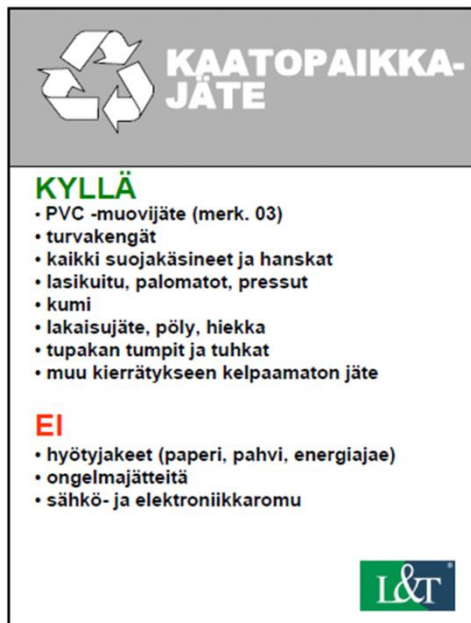 KAATOPAIKKA-
JÄTE
KYLLÄ
• PVC -muovijäte (merk. 03)
• turvakengät
• kaikki suojakäsineet ja hanskat
• lasikuitu, palomatot, pressut
• kumi
• lakaisujäte, pöly, hiekka
• tupakan tumpit ja tuhkat
• muu kierrätykseen kelpaamaton jäte
EI
• hyötyjakeet (paperi, pahvi, energiajae)
• ongelmajätteitä
• sähkö- ja elektroniikkaromu
L&T®